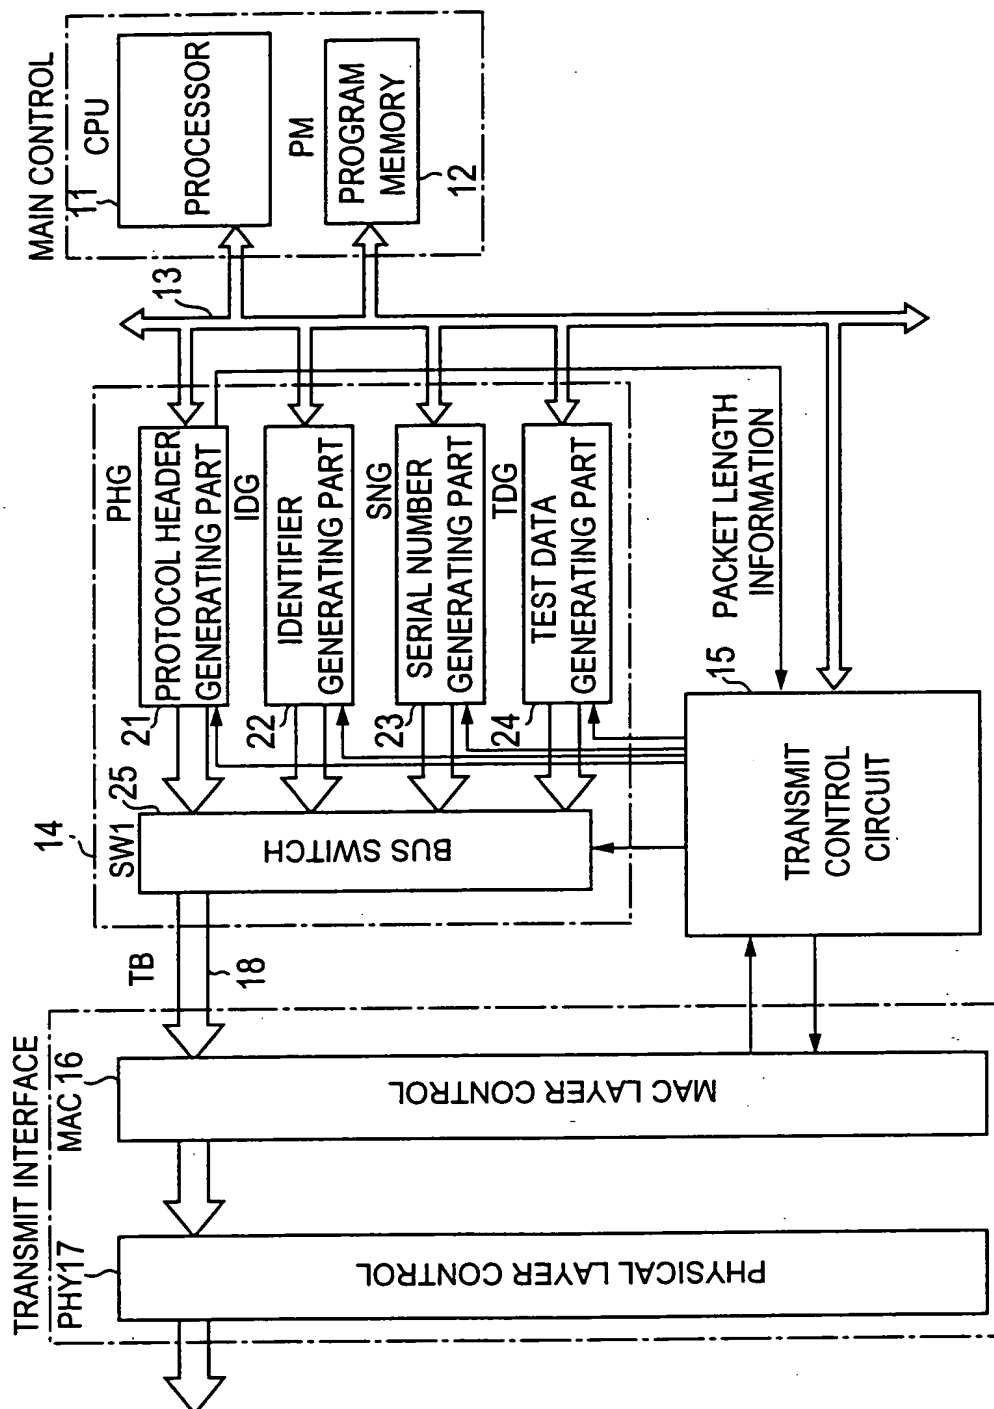 MAIN CONTROL
CPU
11
PROCESSOR
PM
PROGRAM
MEMORY
12
13
14
PHG
PROTOCOL HEADER
GENERATING PART
21
IDG
IDENTIFIER
GENERATING PART
22
SNG
SERIAL NUMBER
GENERATING PART
23
TDG
TEST DATA
GENERATING PART
24
SW1
25
BUS SWITCH
PACKET LENGTH
INFORMATION
15
TRANSMIT
CONTROL
CIRCUIT
TB
18
TRANSMIT INTERFACE
MAC 16
MAC LAYER CONTROL
PHY17
PHYSICAL LAYER CONTROL